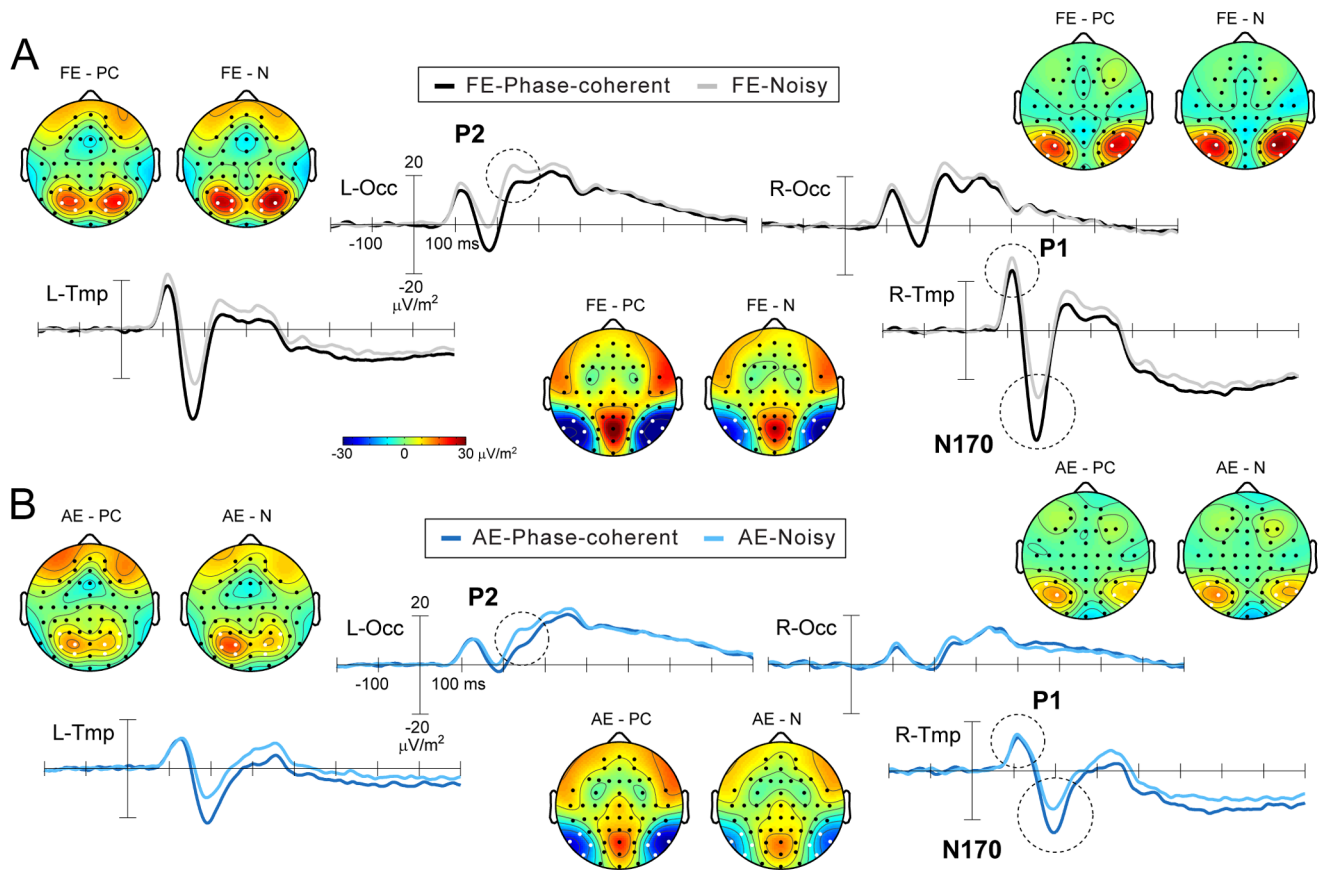 A
FE - PC
FE - N
FE-Phase-coherent
FE-Noisy
FE - PC
FE - N
P2
20
L-Occ
-100
100 ms
-20
µV/m²
R-Occ
P1
L-Tmp
R-Tmp
FE - PC
FE - N
N170
-30
0
30 µV/m²
B
AE - PC
AE - N
AE-Phase-coherent
AE-Noisy
AE - PC
AE - N
P2
20
L-Occ
-100
100 ms
-20
µV/m²
R-Occ
P1
L-Tmp
R-Tmp
AE - PC
AE - N
N170